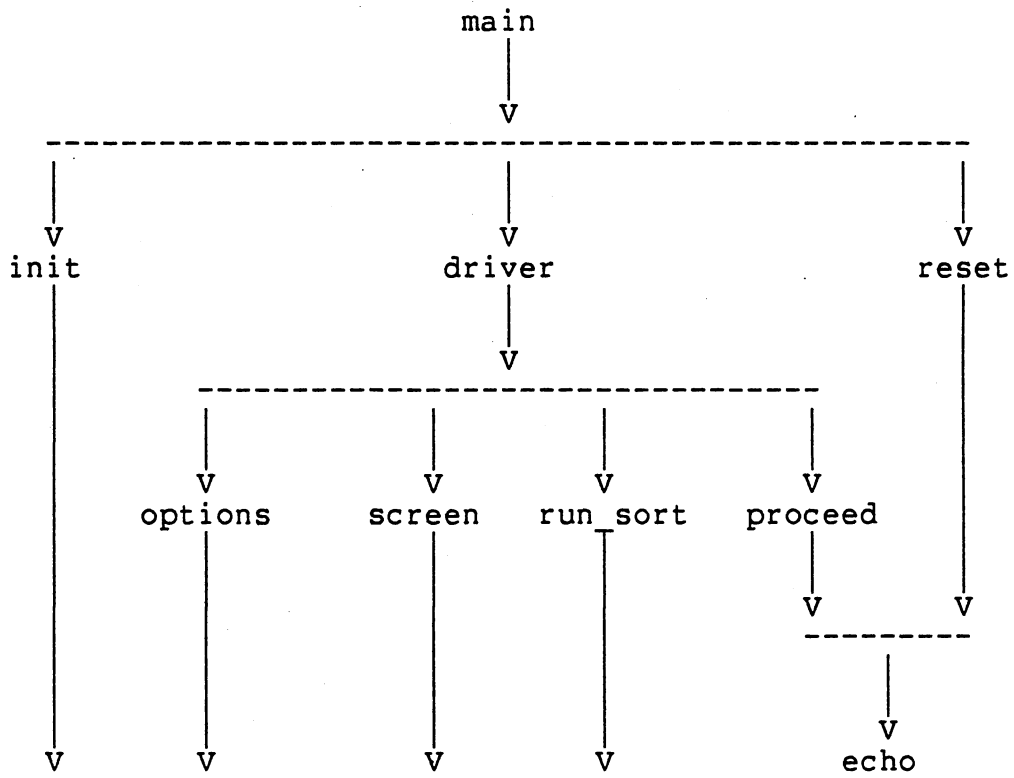 main
init driver reset
options screen run_sort proceed
echo